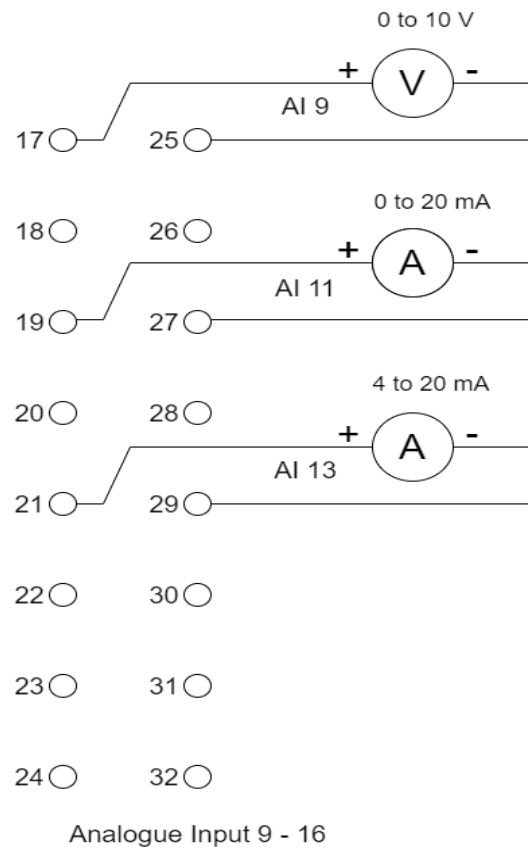 0 to 10 V
+ V -
AI 9
17 25
0 to 20 mA
18 26
+ A -
AI 11
19 27
4 to 20 mA
20 28
+ A -
AI 13
21 29
22 30
23 31
24 32
Analogue Input 9 - 16